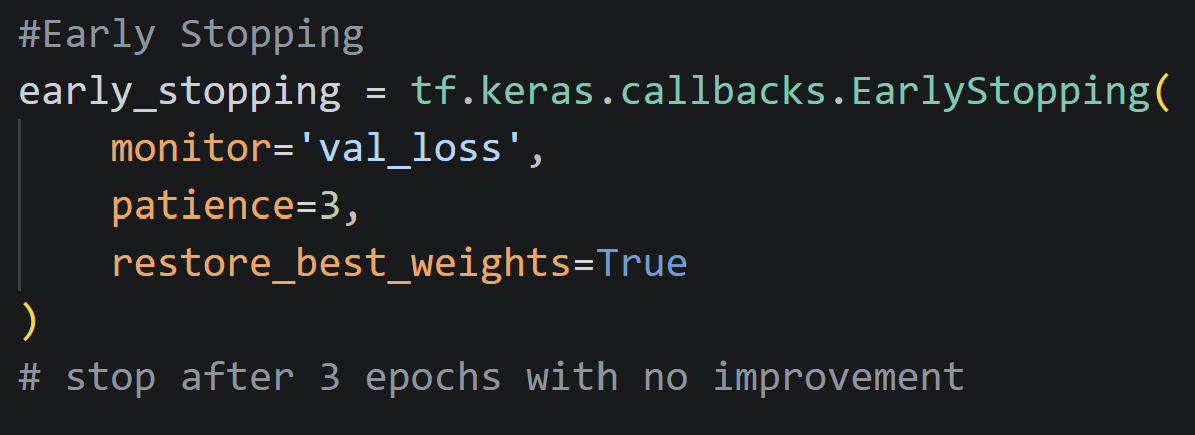 #Early Stopping
early_stopping = tf.keras.callbacks.EarlyStopping(
    monitor='val_loss',
    patience=3,
    restore_best_weights=True
)
# stop after 3 epochs with no improvement